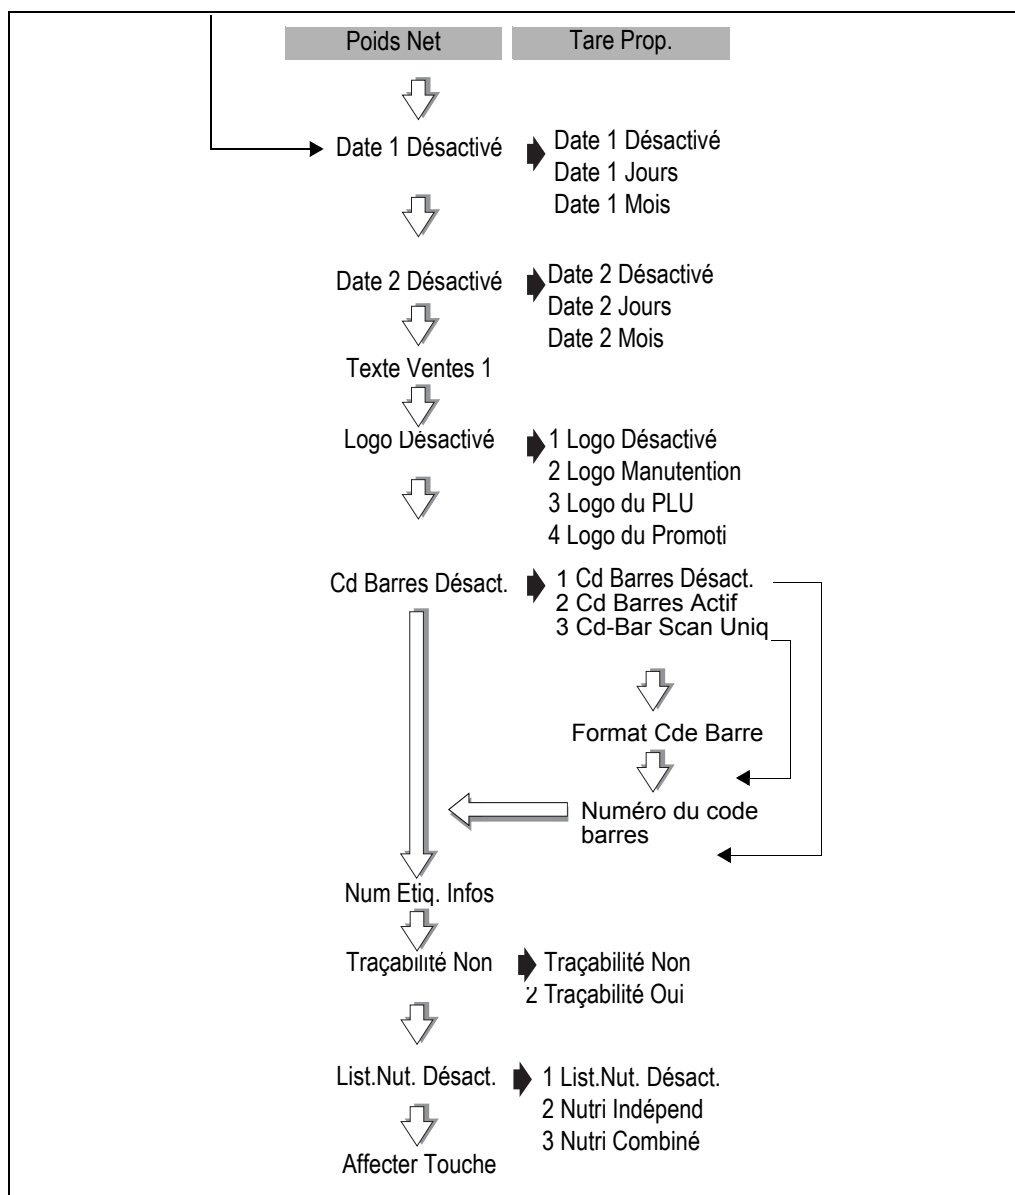 Poids Net
Tare Prop.
Date 1 Désactivé
Date 1 Désactivé
Date 1 Jours
Date 1 Mois
Date 2 Désactivé
Date 2 Désactivé
Date 2 Jours
Date 2 Mois
Texte Ventes 1
Logo Désactivé
1 Logo Désactivé
2 Logo Manutention
3 Logo du PLU
4 Logo du Promoti
Cd Barres Désact.
1 Cd Barres Désact.
2 Cd Barres Actif
3 Cd-Bar Scan Uniq
Format Cde Barre
Numéro du code
barres
Num Etiq. Infos
Traçabilité Non
Traçabilité Non
2 Traçabilité Oui
List.Nut. Désact.
1 List.Nut. Désact.
2 Nutri Indépend
3 Nutri Combiné
Affecter Touche